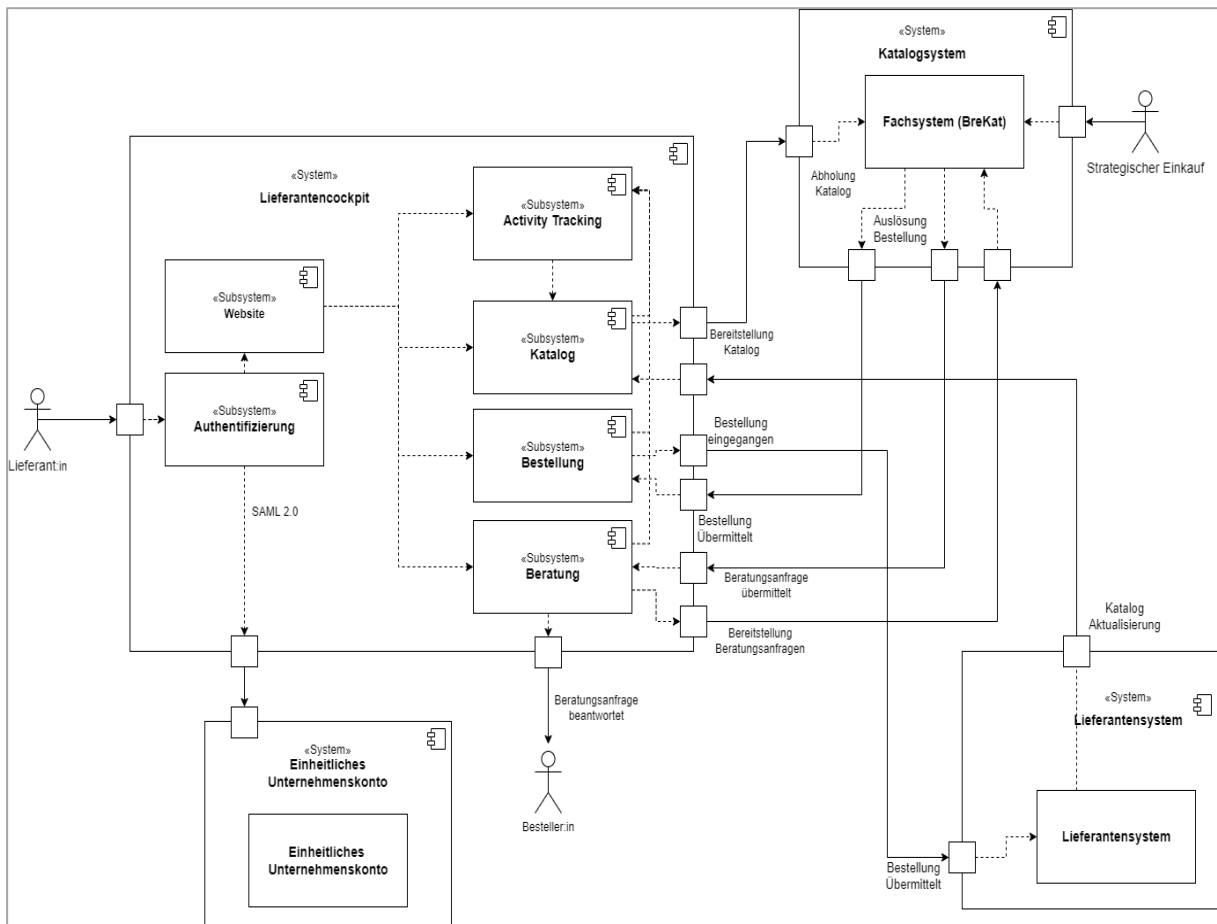 «System»
Katalogsystem
Fachsystem (BreKat)
Strategischer Einkauf
Abholung
Katalog
Auslösung
Bestellung
«System»
Lieferantencockpit
«Subsystem»
Activity Tracking
«Subsystem»
Website
«Subsystem»
Katalog
Bereitstellung
Katalog
«Subsystem»
Authentifizierung
Lieferant:in
«Subsystem»
Bestellung
Bestellung
eingegangen
SAML 2.0
Bestellung
Übermittelt
«Subsystem»
Beratung
Beratungsanfrage
übermittelt
Bereitstellung
Beratungsanfragen
Katalog
Aktualisierung
Beratungsanfrage
beantwortet
Besteller:in
«System»
Einheitliches
Unternehmenskonto
Einheitliches
Unternehmenskonto
«System»
Lieferantensystem
Lieferantensystem
Bestellung
Übermittelt